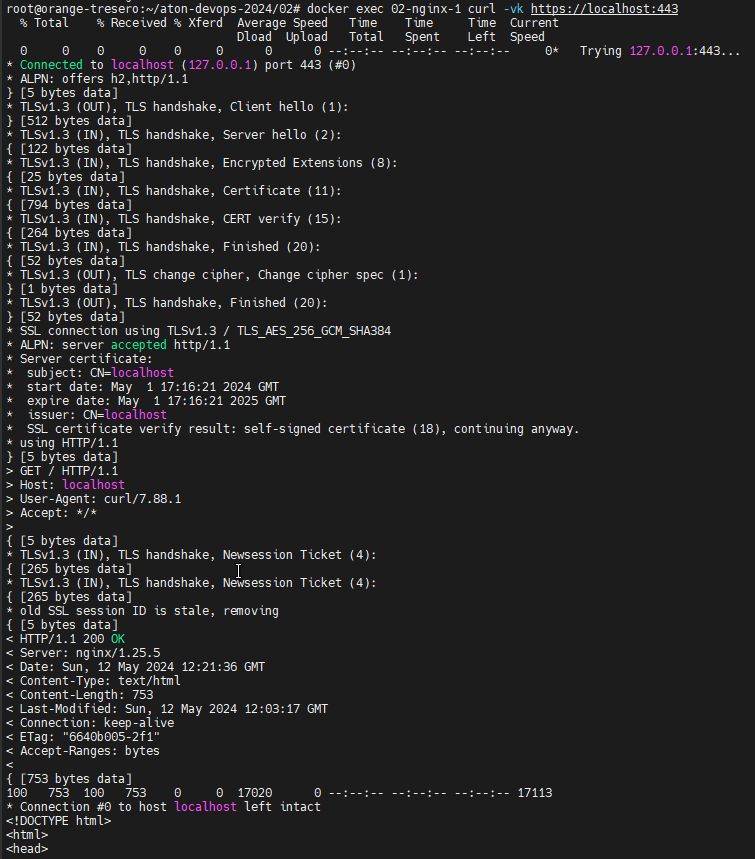 root@orange-tresero:~/aton-devops-2024/02# docker exec 02-nginx-1 curl -vk https://localhost:443
  % Total    % Received % Xferd  Average Speed   Time    Time     Time  Current
                                 Dload  Upload   Total   Spent    Left  Speed
  0     0    0     0    0     0      0      0 --:--:-- --:--:-- --:--:--     0*   Trying 127.0.0.1:443...
* Connected to localhost (127.0.0.1) port 443 (#0)
* ALPN: offers h2,http/1.1
} [5 bytes data]
* TLSv1.3 (OUT), TLS handshake, Client hello (1):
} [512 bytes data]
* TLSv1.3 (IN), TLS handshake, Server hello (2):
{ [122 bytes data]
* TLSv1.3 (IN), TLS handshake, Encrypted Extensions (8):
{ [25 bytes data]
* TLSv1.3 (IN), TLS handshake, Certificate (11):
{ [794 bytes data]
* TLSv1.3 (IN), TLS handshake, CERT verify (15):
{ [264 bytes data]
* TLSv1.3 (IN), TLS handshake, Finished (20):
{ [52 bytes data]
* TLSv1.3 (OUT), TLS change cipher, Change cipher spec (1):
} [1 bytes data]
* TLSv1.3 (OUT), TLS handshake, Finished (20):
} [52 bytes data]
* SSL connection using TLSv1.3 / TLS_AES_256_GCM_SHA384
* ALPN: server accepted http/1.1
* Server certificate:
*  subject: CN=localhost
*  start date: May  1 17:16:21 2024 GMT
*  expire date: May  1 17:16:21 2025 GMT
*  issuer: CN=localhost
*  SSL certificate verify result: self-signed certificate (18), continuing anyway.
* using HTTP/1.1
} [5 bytes data]
> GET / HTTP/1.1
> Host: localhost
> User-Agent: curl/7.88.1
> Accept: */*
>
{ [5 bytes data]
* TLSv1.3 (IN), TLS handshake, Newsession Ticket (4):
{ [265 bytes data]
* TLSv1.3 (IN), TLS handshake, Newsession Ticket (4):
{ [265 bytes data]
* old SSL session ID is stale, removing
{ [5 bytes data]
< HTTP/1.1 200 OK
< Server: nginx/1.25.5
< Date: Sun, 12 May 2024 12:21:36 GMT
< Content-Type: text/html
< Content-Length: 753
< Last-Modified: Sun, 12 May 2024 12:03:17 GMT
< Connection: keep-alive
< ETag: "6640b005-2f1"
< Accept-Ranges: bytes
<
{ [753 bytes data]
100   753  100   753    0     0  17020      0 --:--:-- --:--:-- --:--:-- 17113
* Connection #0 to host localhost left intact
<!DOCTYPE html>
<html>
<head>